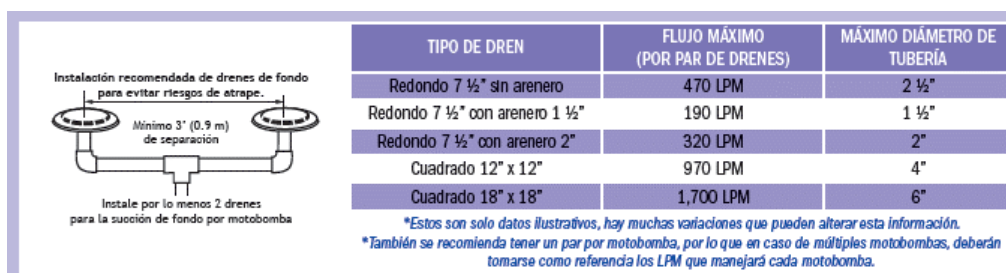 Instalación recomendada de drenes de fondo
para evitar riesgos de atrape.
Mínimo 3' (0.9 m)
de separación
Instale por lo menos 2 drenes
para la succión de fondo por motobomba
TIPO DE DREN
FLUJO MÁXIMO
(POR PAR DE DRENES)
MÁXIMO DIÁMETRO DE
TUBERÍA
Redondo 7 ½" sin arenero 470 LPM 2 ½"
Redondo 7 ½" con arenero 1 ½" 190 LPM 1 ½"
Redondo 7 ½" con arenero 2" 320 LPM 2"
Cuadrado 12" x 12" 970 LPM 4"
Cuadrado 18" x 18" 1,700 LPM 6"
*Estos son solo datos ilustrativos, hay muchas variaciones que pueden alterar esta información.
*También se recomienda tener un par por motobomba, por lo que en caso de múltiples motobombas, deberán
tomarse como referencia los LPM que manejará cada motobomba.